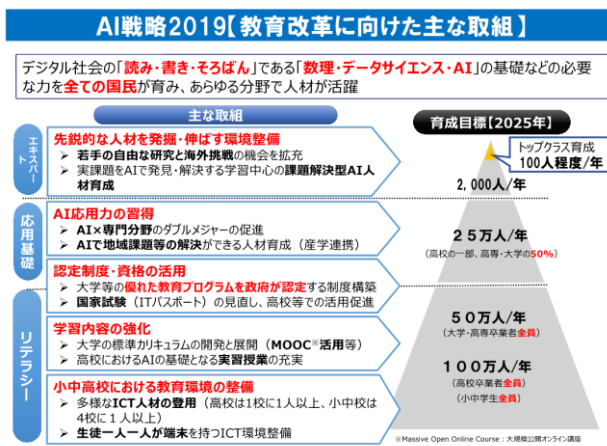 AI戦略2019【教育改革に向けた主な取組】
デジタル社会の「読み・書き・そろばん」である「数理・データサイエンス・AI」の基礎などの必要
な力を全ての国民が育み、あらゆる分野で人材が活躍
主な取組
育成目標【2025年】
エキスパート
先鋭的な人材を発掘・伸ばす環境整備
➢ 若手の自由な研究と海外挑戦の機会を拡充
➢ 実課題をAIで発見・解決する学習中心の課題解決型AI人
材育成
トップクラス育成
100人程度/年
2,000人/年
応用基礎
AI応用力の習得
➢ AI×専門分野のダブルメジャーの促進
➢ AIで地域課題等の解決ができる人材育成（産学連携）
25万人/年
（高校の一部、高専・大学の50%）
認定制度・資格の活用
➢ 大学等の優れた教育プログラムを政府が認定する制度構築
➢ 国家試験（ITパスポート）の見直し、高校等での活用促進
リテラシー
学習内容の強化
➢ 大学の標準カリキュラムの開発と展開（MOOC※活用等）
➢ 高校におけるAIの基礎となる実習授業の充実
50万人/年
（大学・高専卒業者全員）
小中高校における教育環境の整備
➢ 多様なICT人材の登用（高校は1校に1人以上、小中校は
4校に１人以上）
➢ 生徒一人一人が端末を持つICT環境整備
100万人/年
（高校卒業者全員）
（小中学生全員）
※Massive Open Online Course：大規模公開オンライン講座